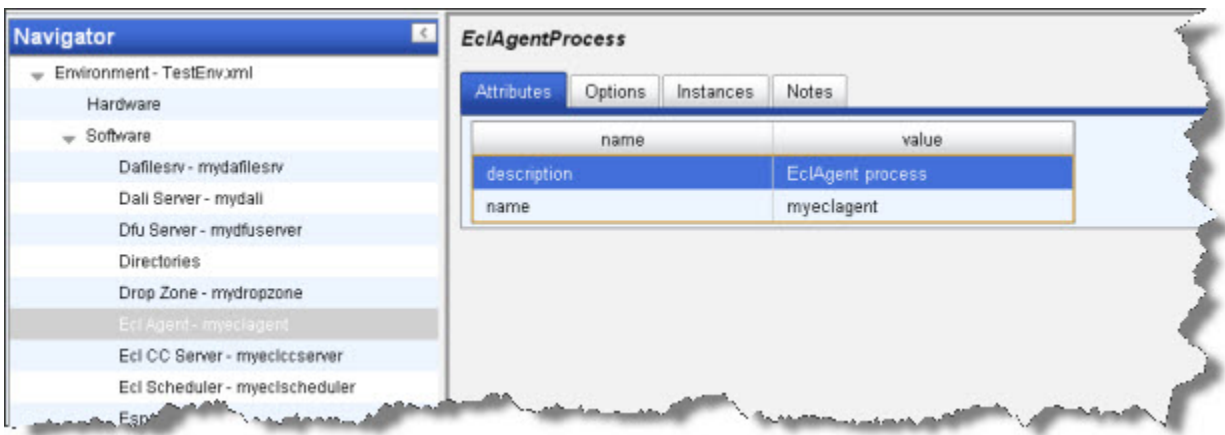 Navigator
Environment - TestEnv.xml
Hardware
Software
Dafilesrv - mydafilesrv
Dali Server - mydali
Dfu Server - mydfuserver
Directories
Drop Zone - mydropzone
Ecl Agent - myeclagent
Ecl CC Server - myeclccserver
Ecl Scheduler - myeclscheduler
EclAgentProcess
Attributes Options Instances Notes
name value
description EclAgent process
name myeclagent